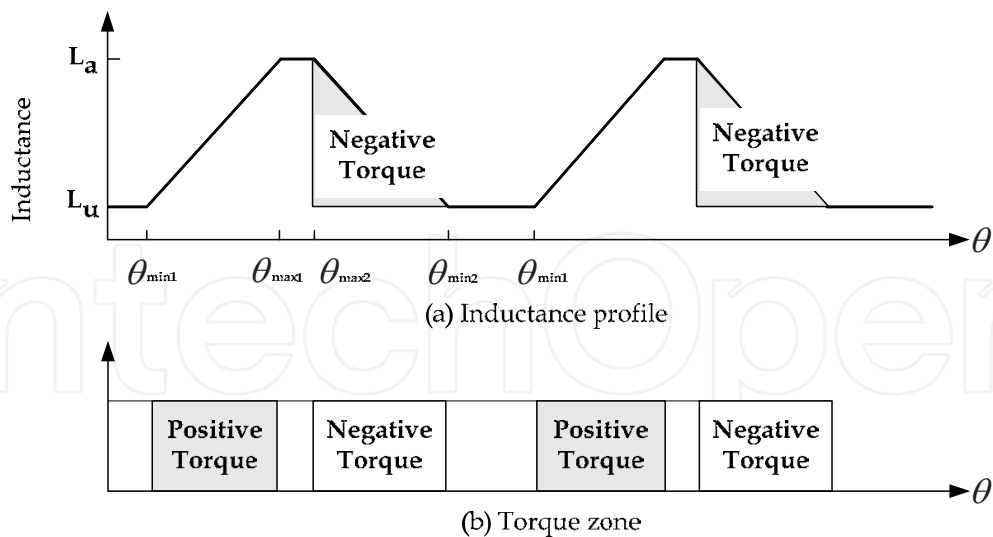 Inductance
La
Lu
Negative
Torque
Negative
Torque
θ
θmin1
θmax1
θmax2
θmin2
θmin1
(a) Inductance profile
Positive
Torque
Negative
Torque
Positive
Torque
Negative
Torque
θ
(b) Torque zone
ntechOpen